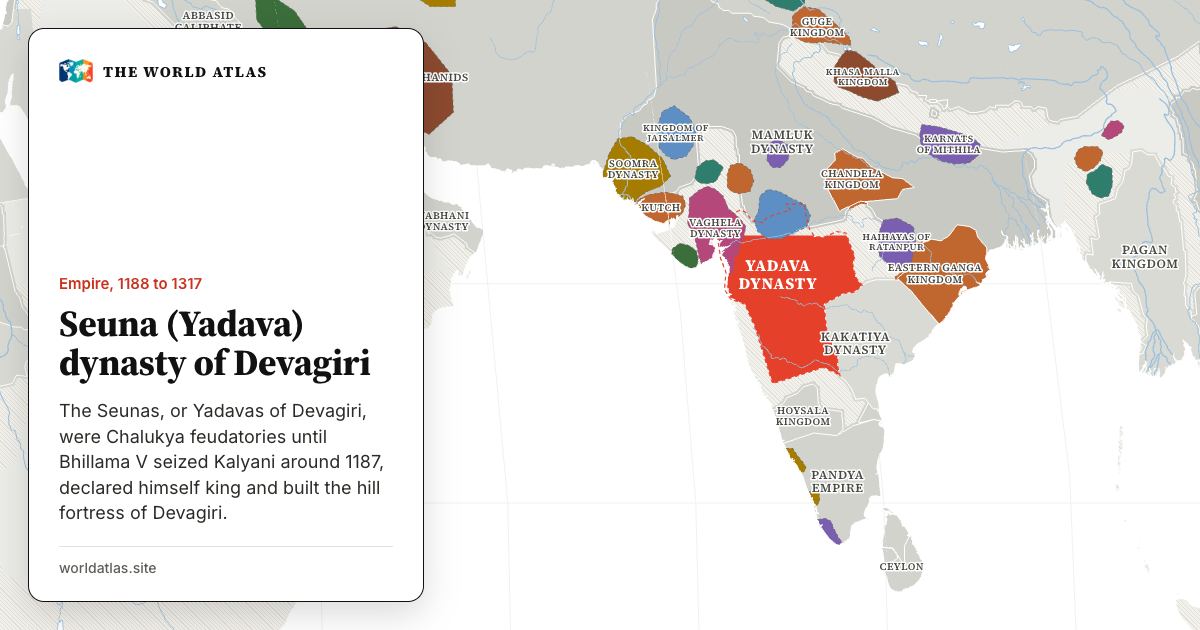 THE WORLD ATLAS
Empire, 1188 to 1317
Seuna (Yadava)
dynasty of Devagiri
The Seunas, or Yadavas of Devagiri,
were Chalukya feudatories until
Bhillama V seized Kalyani around 1187,
declared himself king and built the hill
fortress of Devagiri.
worldatlas.site
ABBASID
CALIPHATE
GUGE
KINGDOM
KHASA MALLA
KINGDOM
KINGDOM OF
JAISALMER
MAMLUK
DYNASTY
KARNATS
OF MITHILA
SOOMRA
DYNASTY
CHANDELA
KINGDOM
KUTCH
VAGHELA
DYNASTY
HAIHAYAS OF
RATANPUR
EASTERN GANGA
KINGDOM
PAGAN
KINGDOM
YADAVA
DYNASTY
KAKATIYA
DYNASTY
HOYSALA
KINGDOM
PANDYA
EMPIRE
CEYLON